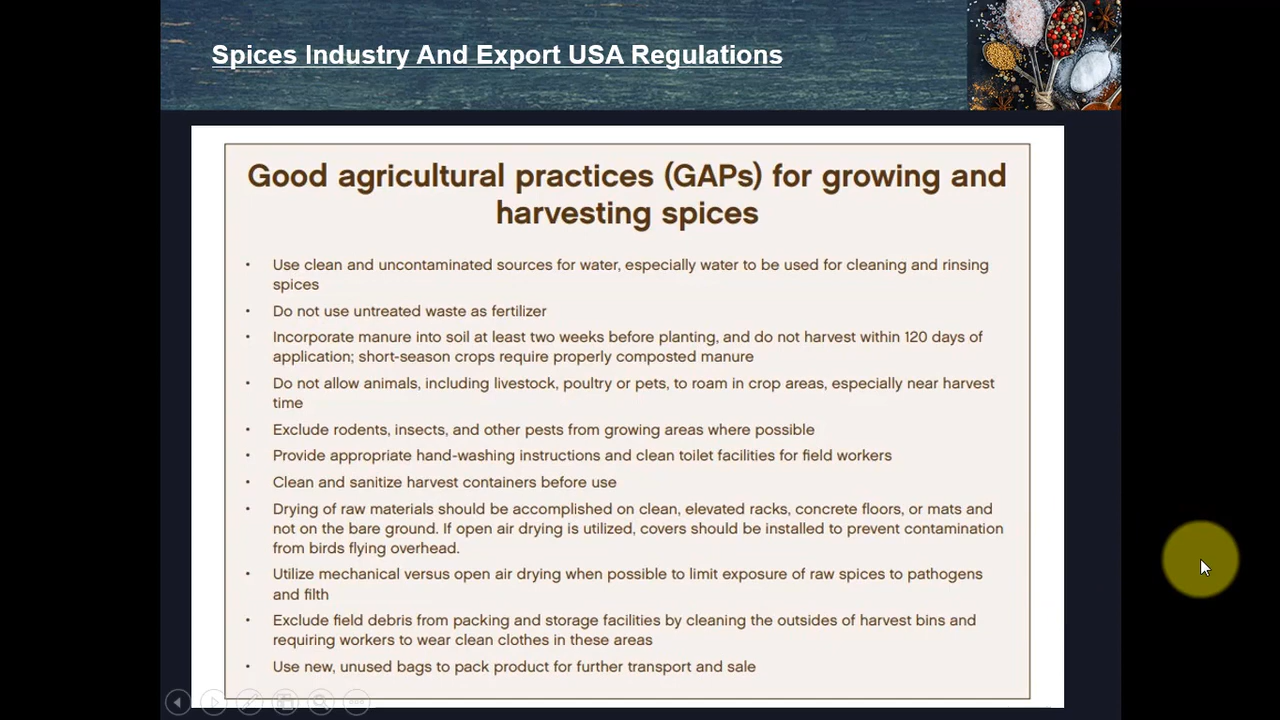 Spices Industry And Export USA Regulations
Good agricultural practices (GAPs) for growing and
harvesting spices
• Use clean and uncontaminated sources for water, especially water to be used for cleaning and rinsing
spices
• Do not use untreated waste as fertilizer
• Incorporate manure into soil at least two weeks before planting, and do not harvest within 120 days of
application; short-season crops require properly composted manure
• Do not allow animals, including livestock, poultry or pets, to roam in crop areas, especially near harvest
time
• Exclude rodents, insects, and other pests from growing areas where possible
• Provide appropriate hand-washing instructions and clean toilet facilities for field workers
• Clean and sanitize harvest containers before use
• Drying of raw materials should be accomplished on clean, elevated racks, concrete floors, or mats and
not on the bare ground. If open air drying is utilized, covers should be installed to prevent contamination
from birds flying overhead.
• Utilize mechanical versus open air drying when possible to limit exposure of raw spices to pathogens
and filth
• Exclude field debris from packing and storage facilities by cleaning the outsides of harvest bins and
requiring workers to wear clean clothes in these areas
• Use new, unused bags to pack product for further transport and sale